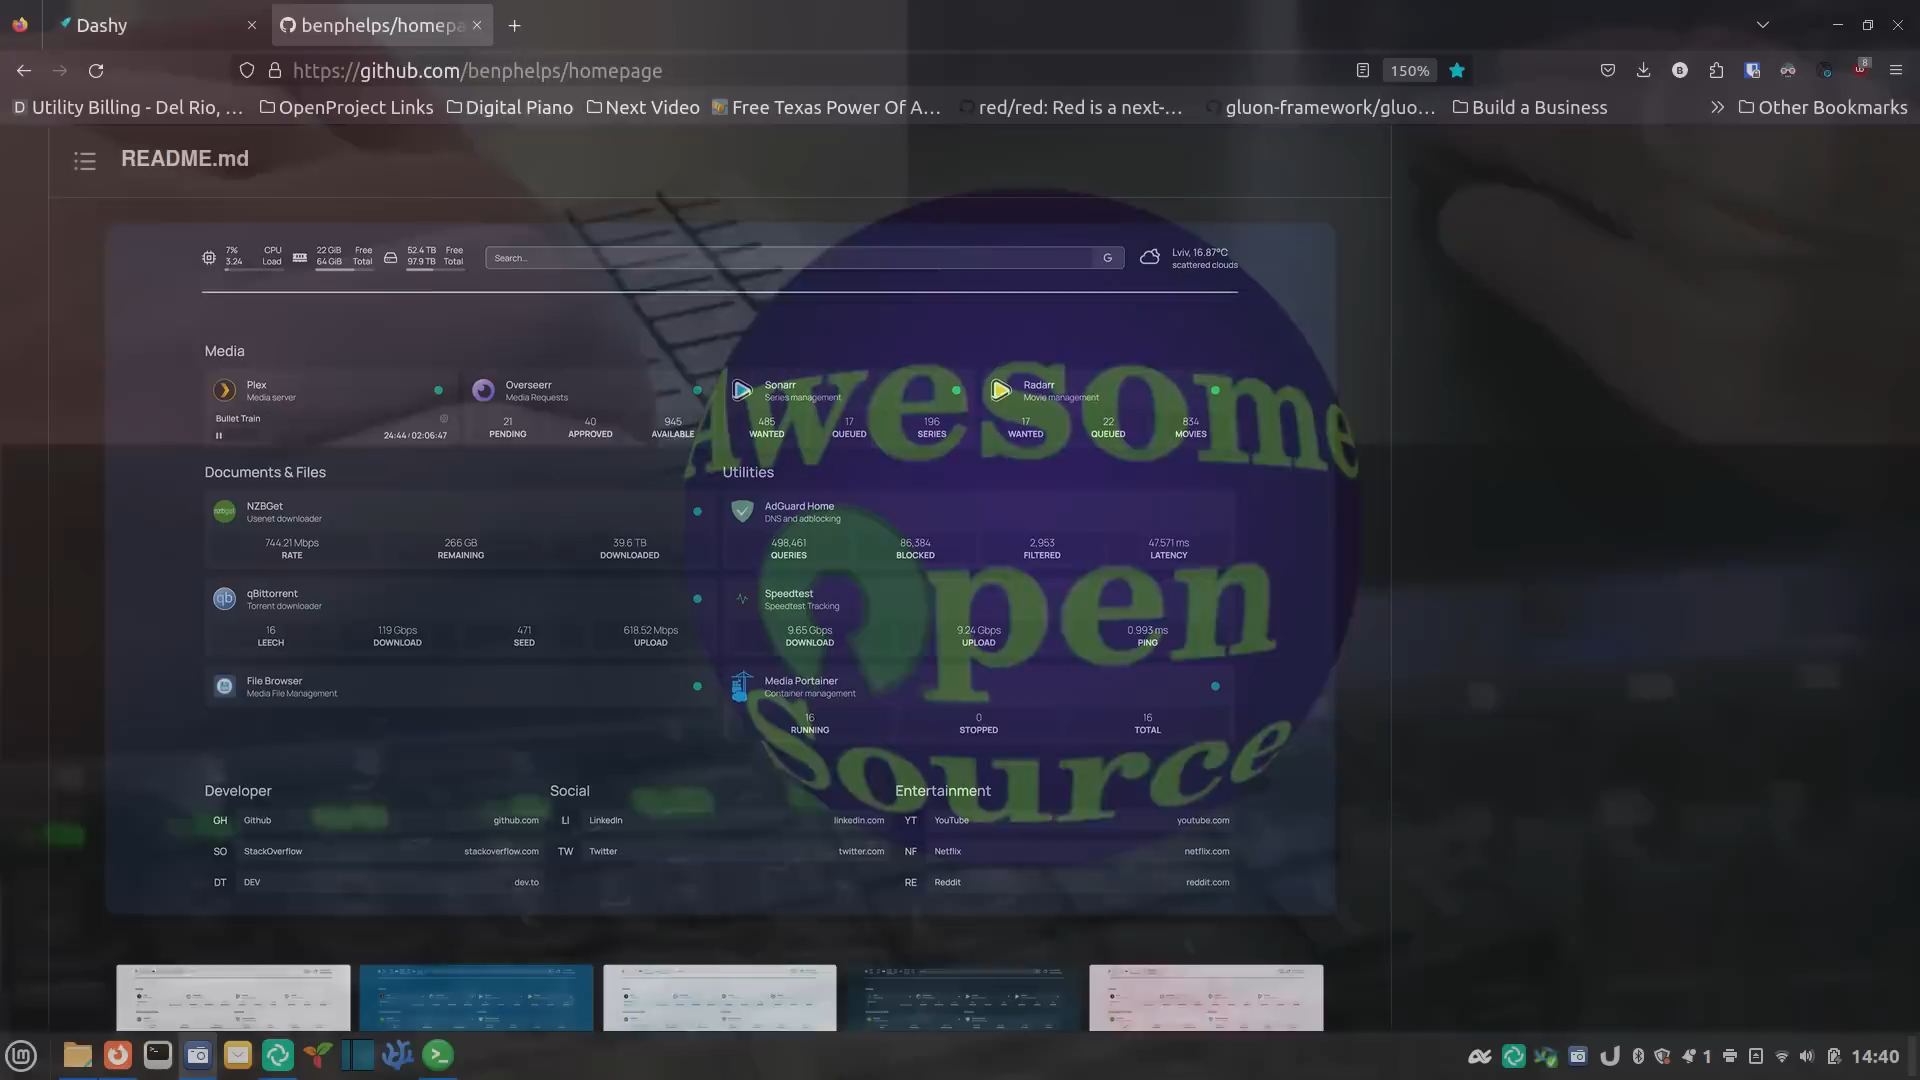 Dashy
benphelps/homep
https://github.com/benphelps/homepage
150%
8
Utility Billing - Del Rio, ...
OpenProject Links
Digital Piano
Next Video
Free Texas Power Of A...
red/red: Red is a next-...
gluon-framework/gluo...
Build a Business
Other Bookmarks
README.md
7% CPU
3.24 Load
22 GiB Free
64 GiB Total
52.4 TB Free
97.9 TB Total
Search...
G
Lviv, 16.87°C
scattered clouds
Media
Plex
Media server
Bullet Train
24:44 / 02:06:47
Overseerr
Media Requests
21 40 945
PENDING APPROVED AVAILABLE
Sonarr
Series management
485 17 196
WANTED QUEUED SERIES
Radarr
Movie management
17 22 834
WANTED QUEUED MOVIES
Awesome
Open
Source
Documents & Files
NZBGet
Usenet downloader
744.21 Mbps 266 GB 39.6 TB
RATE REMAINING DOWNLOADED
qb
qBittorrent
Torrent downloader
16 1.19 Gbps 471 618.52 Mbps
LEECH DOWNLOAD SEED UPLOAD
File Browser
Media File Management
Utilities
AdGuard Home
DNS and adblocking
498,461 86,384 2,953 47.571 ms
QUERIES BLOCKED FILTERED LATENCY
Speedtest
Speedtest Tracking
9.65 Gbps 9.24 Gbps 0.993 ms
DOWNLOAD UPLOAD PING
Media Portainer
Container management
16 0 16
RUNNING STOPPED TOTAL
Developer
GH Github github.com
SO StackOverflow stackoverflow.com
DT DEV dev.to
Social
LI LinkedIn linkedin.com
TW Twitter twitter.com
Entertainment
YT YouTube youtube.com
NF Netflix netflix.com
RE Reddit reddit.com
1
14:40